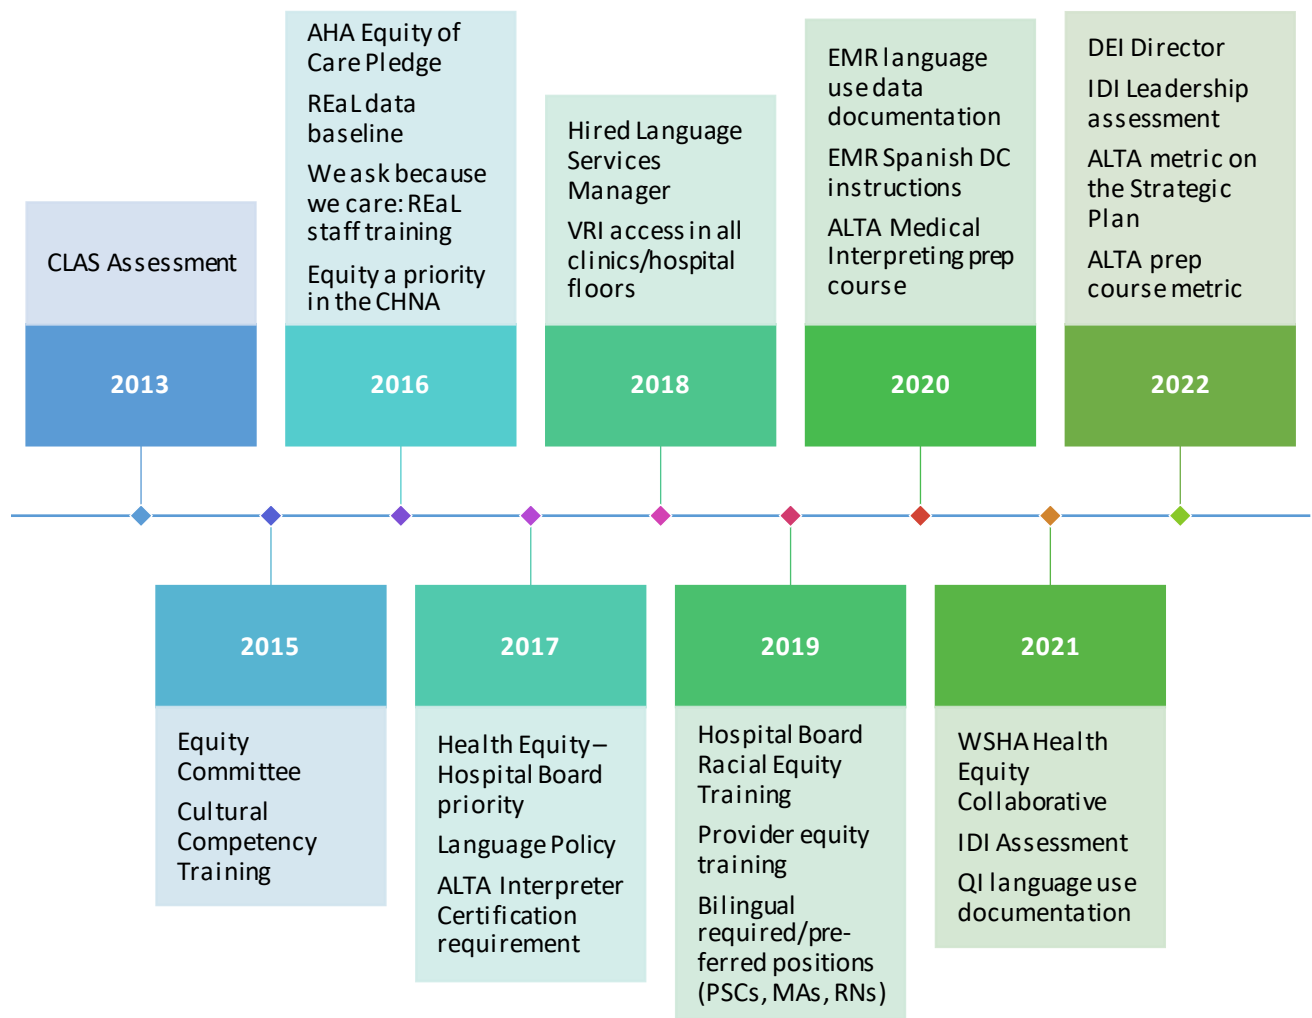 CLAS Assessment
2013
AHA Equity of
Care Pledge
REaL data
baseline
We ask because
we care: REaL
staff training
Equity a priority
in the CHNA
2016
Hired Language
Services
Manager
VRI access in all
clinics/hospital
floors
2018
EMR language
use data
documentation
EMR Spanish DC
instructions
ALTA Medical
Interpreting prep
course
2020
DEI Director
IDI Leadership
assessment
ALTA metric on
the Strategic
Plan
ALTA prep
course metric
2022
2015
Equity
Committee
Cultural
Competency
Training
2017
Health Equity–
Hospital Board
priority
Language Policy
ALTA Interpreter
Certification
requirement
2019
Hospital Board
Racial Equity
Training
Provider equity
training
Bilingual
required/pre-
ferred positions
(PSCs, MAs, RNs)
2021
WSHA Health
Equity
Collaborative
IDI Assessment
QI language use
documentation